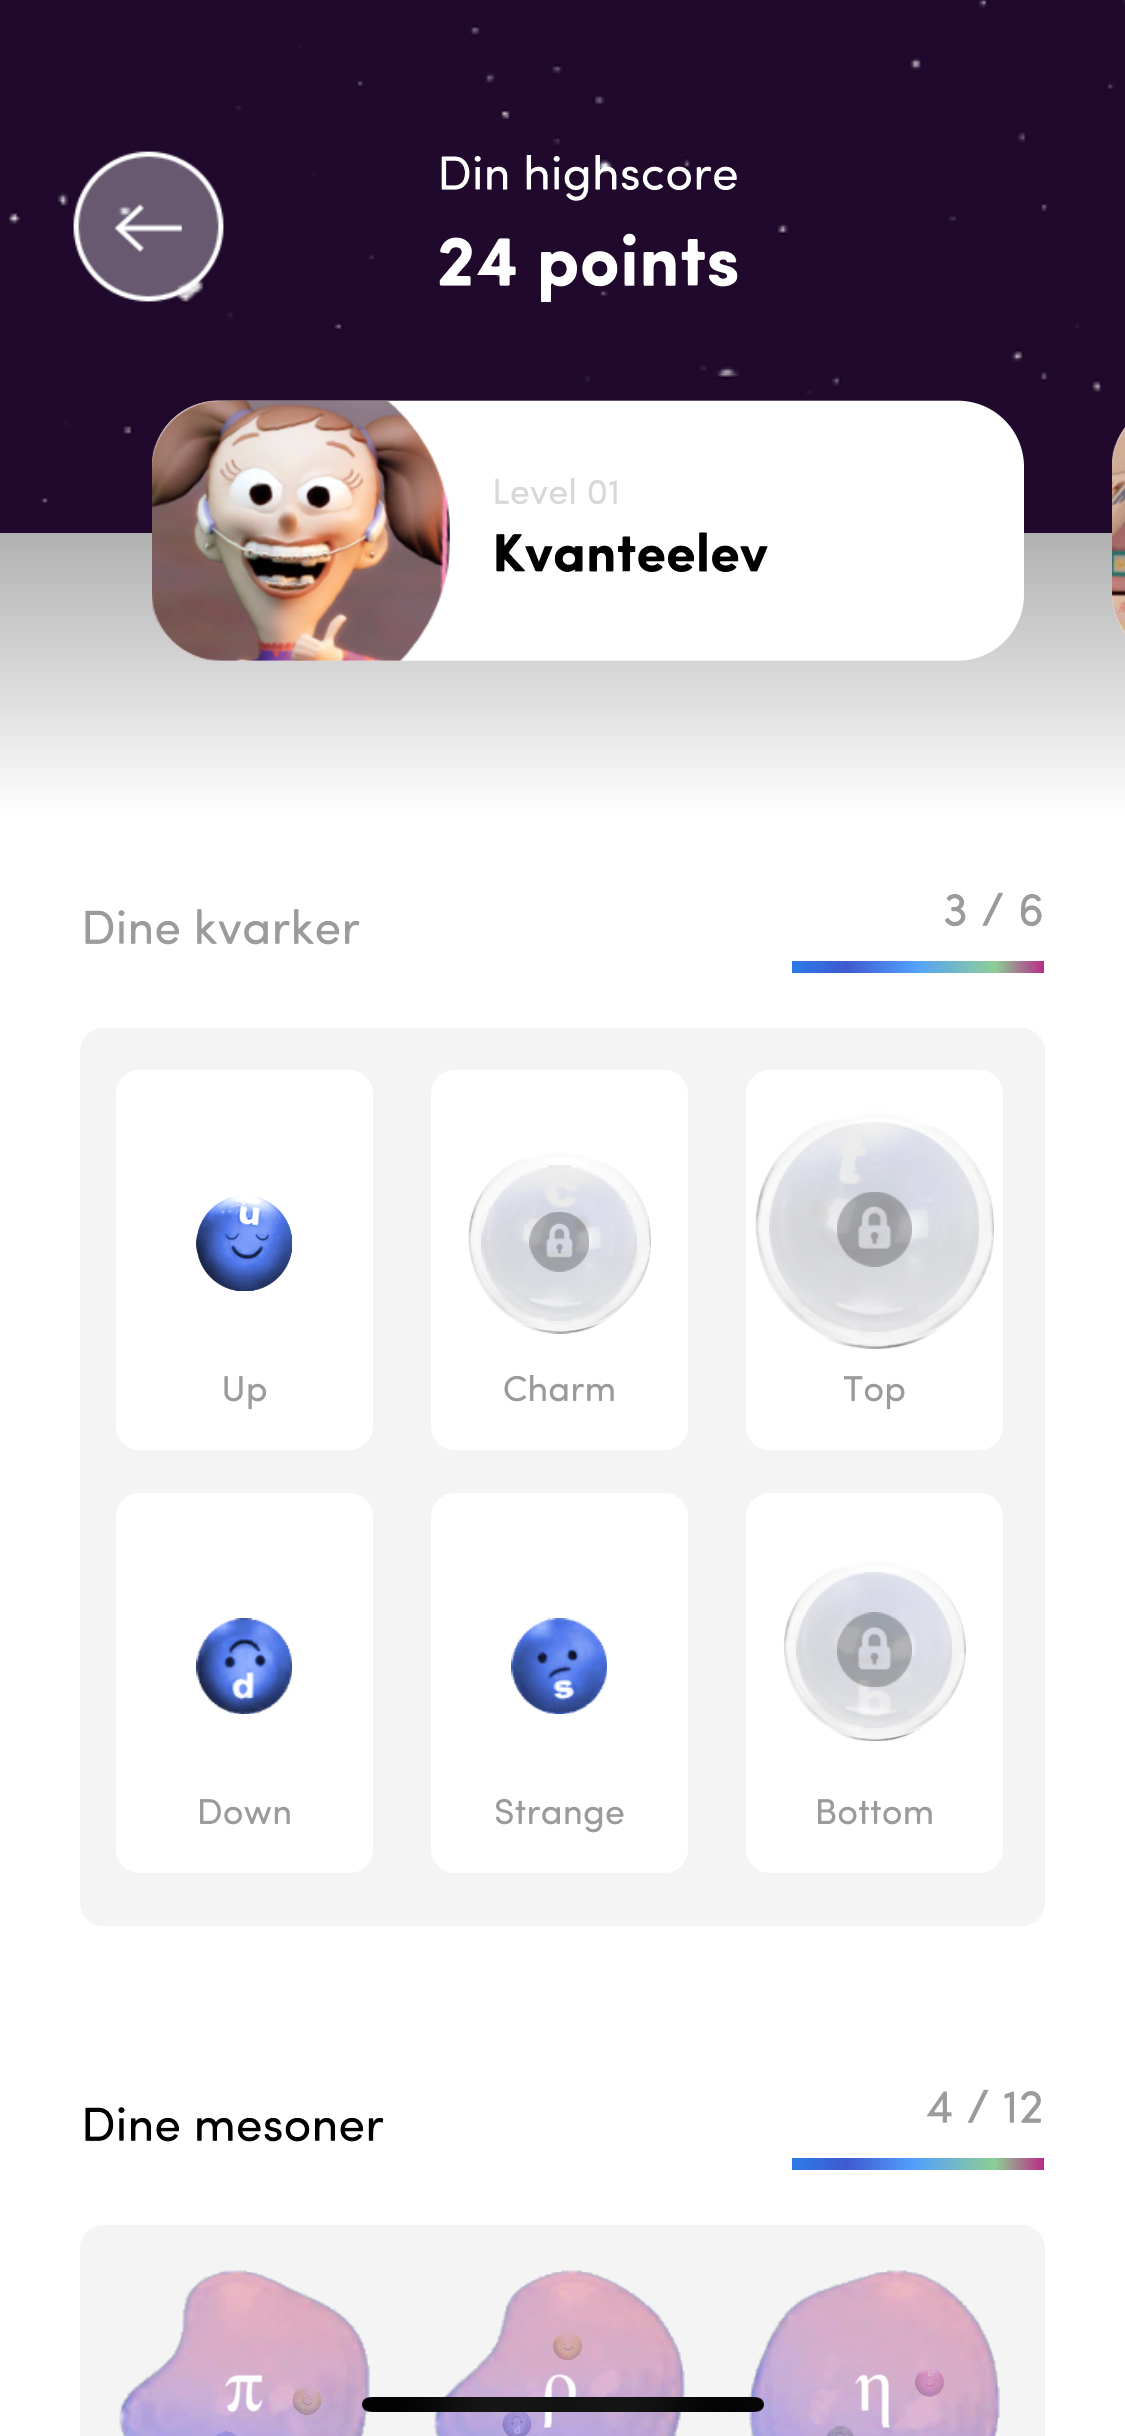 Din highscore
24 points
Level 01
Kvanteelev
Dine kvarker
3 / 6
u
c
t
Up
Charm
Top
d
s
b
Down
Strange
Bottom
Dine mesoner
4 / 12
π
ρ
η